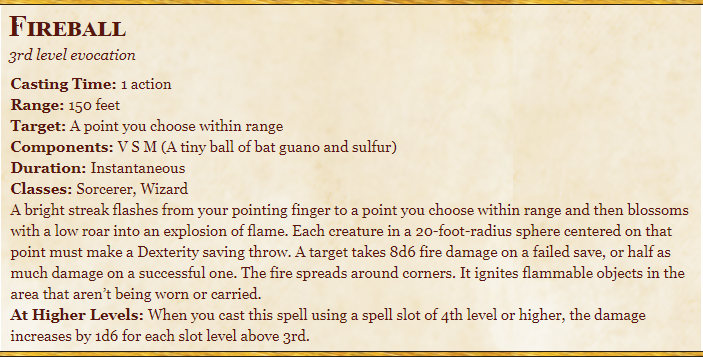 Fireball
3rd level evocation
Casting Time: 1 action
Range: 150 feet
Target: A point you choose within range
Components: V S M (A tiny ball of bat guano and sulfur)
Duration: Instantaneous
Classes: Sorcerer, Wizard
A bright streak flashes from your pointing finger to a point you choose within range and then blossoms
with a low roar into an explosion of flame. Each creature in a 20-foot-radius sphere centered on that
point must make a Dexterity saving throw. A target takes 8d6 fire damage on a failed save, or half as
much damage on a successful one. The fire spreads around corners. It ignites flammable objects in the
area that aren't being worn or carried.
At Higher Levels: When you cast this spell using a spell slot of 4th level or higher, the damage
increases by 1d6 for each slot level above 3rd.